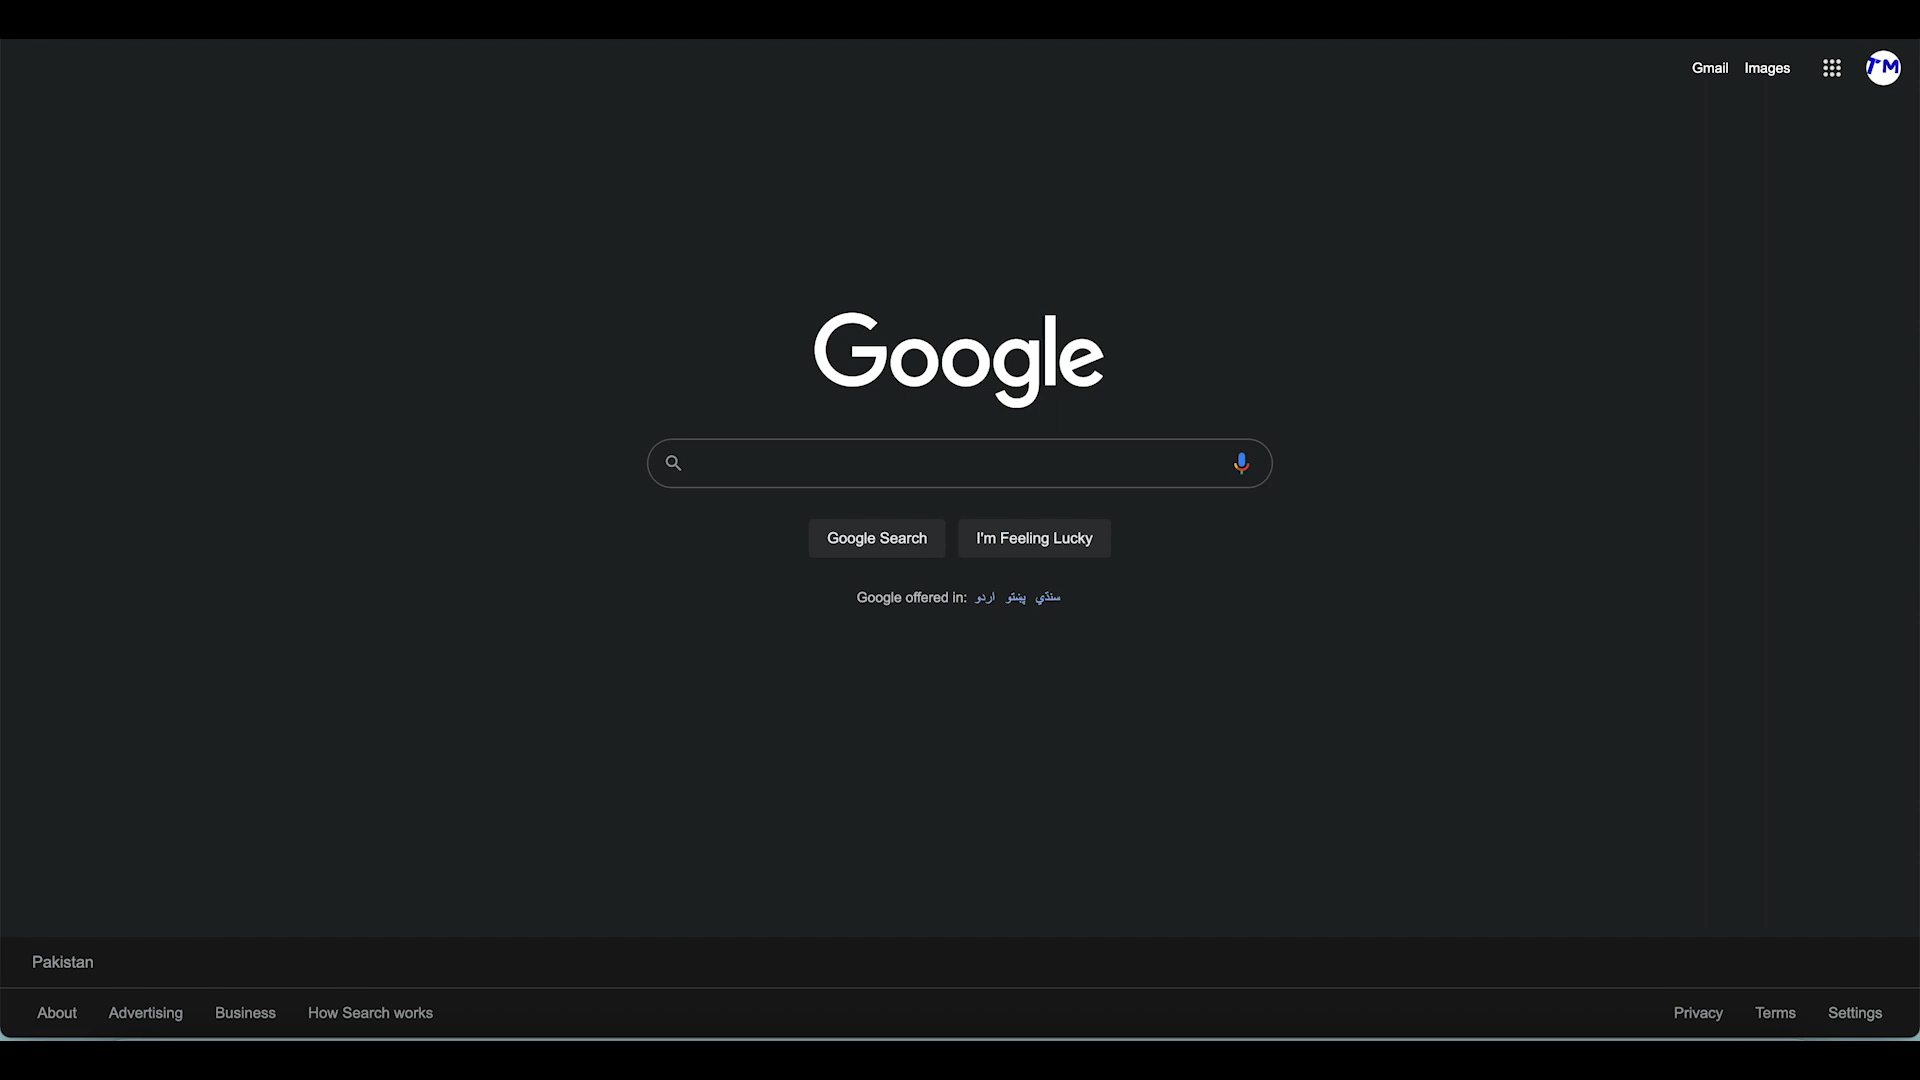 Gmail Images
TM
Google
Google Search I'm Feeling Lucky
Google offered in: اردو پښتو سنڌي
Pakistan
About Advertising Business How Search works Privacy Terms Settings